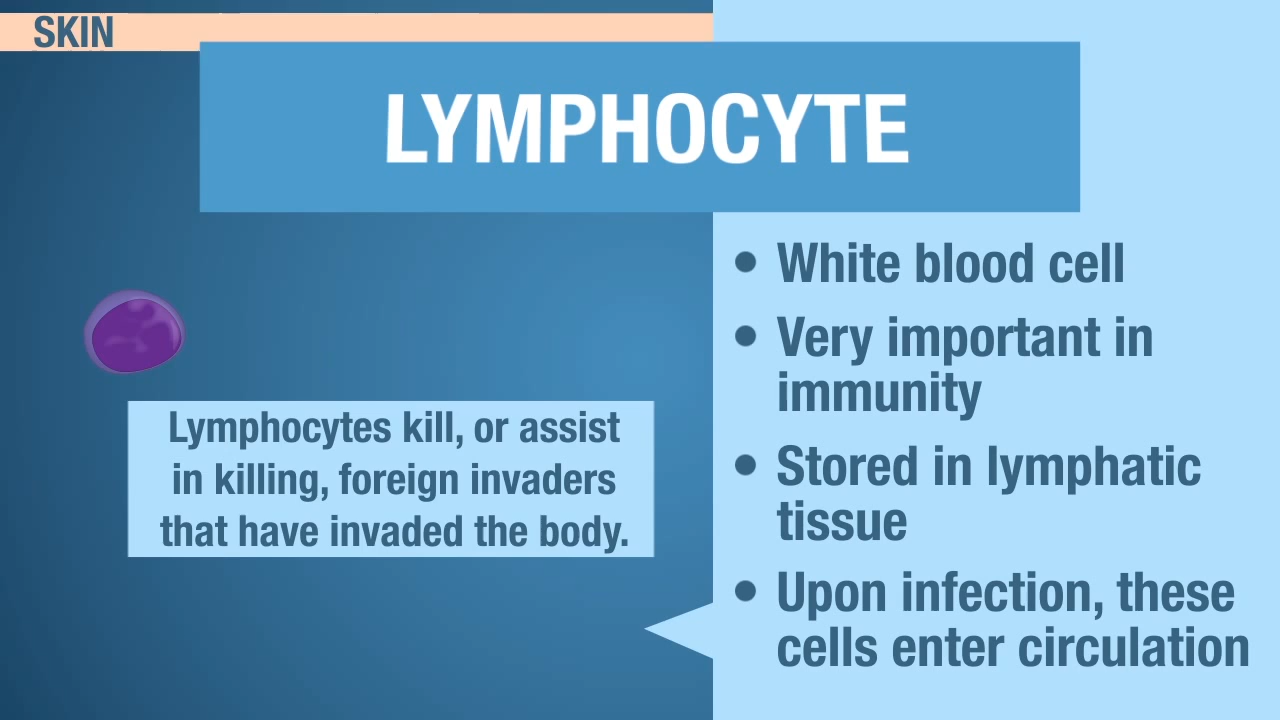 SKIN
LYMPHOCYTE
Lymphocytes kill, or assist
in killing, foreign invaders
that have invaded the body.
• White blood cell
• Very important in
immunity
• Stored in lymphatic
tissue
• Upon infection, these
cells enter circulation